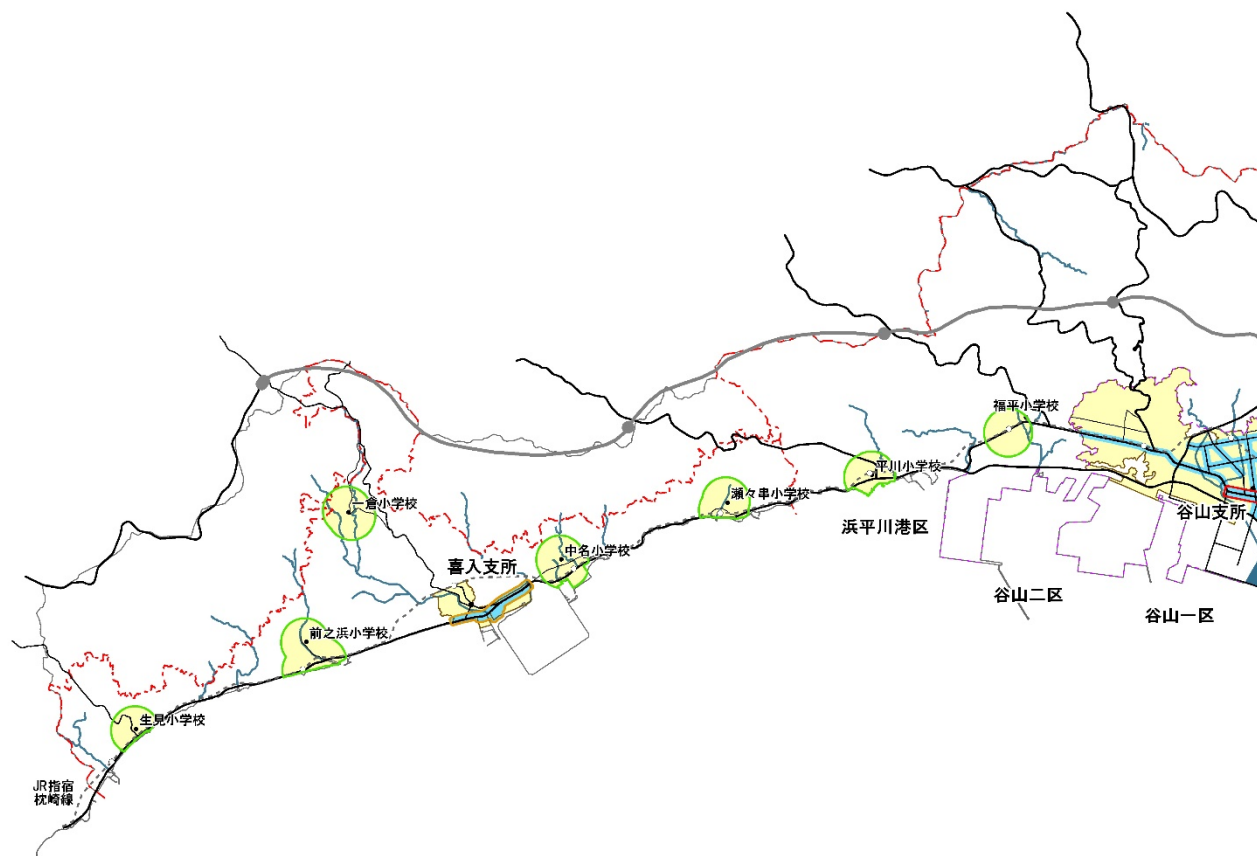 福平小学校
平川小学校
瀬々串小学校
谷山支所
一倉小学校
浜平川港区
中名小学校
喜入支所
谷山二区
谷山一区
前之浜小学校
生見小学校
JR指宿
枕崎線